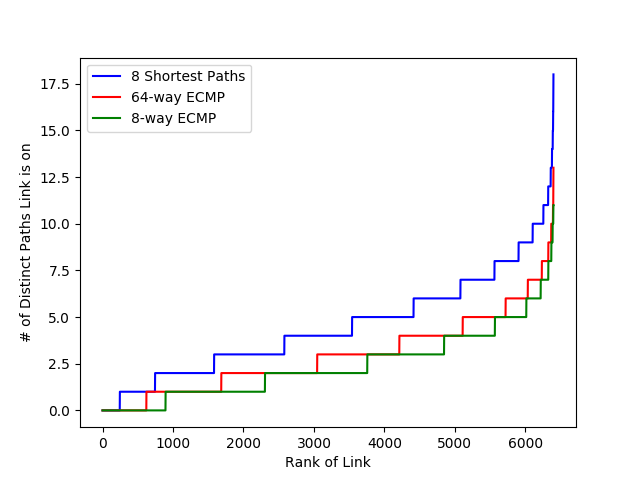 8 Shortest Paths
64-way ECMP
8-way ECMP
# of Distinct Paths Link is on
17.5
15.0
12.5
10.0
7.5
5.0
2.5
0.0
0 1000 2000 3000 4000 5000 6000
Rank of Link